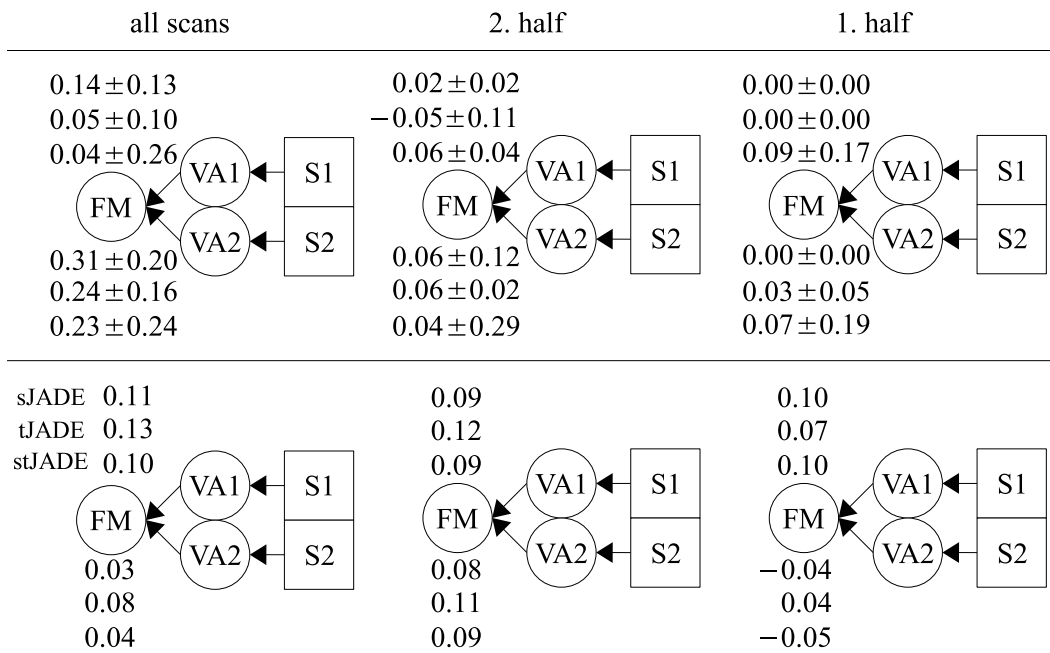 all scans 2. half 1. half
0.14±0.13 0.02±0.02 0.00±0.00
0.05±0.10 −0.05±0.11 0.00±0.00
0.04±0.26 0.06±0.04 0.09±0.17
VA1 S1 VA1 S1 VA1 S1
FM FM FM
VA2 S2 VA2 S2 VA2 S2
0.31±0.20 0.06±0.12 0.00±0.00
0.24±0.16 0.06±0.02 0.03±0.05
0.23±0.24 0.04±0.29 0.07±0.19
sJADE 0.11 0.09 0.10
tJADE 0.13 0.12 0.07
stJADE 0.10 0.09 0.10
VA1 S1 VA1 S1 VA1 S1
FM FM FM
VA2 S2 VA2 S2 VA2 S2
0.03 0.08 −0.04
0.08 0.11 0.04
0.04 0.09 −0.05